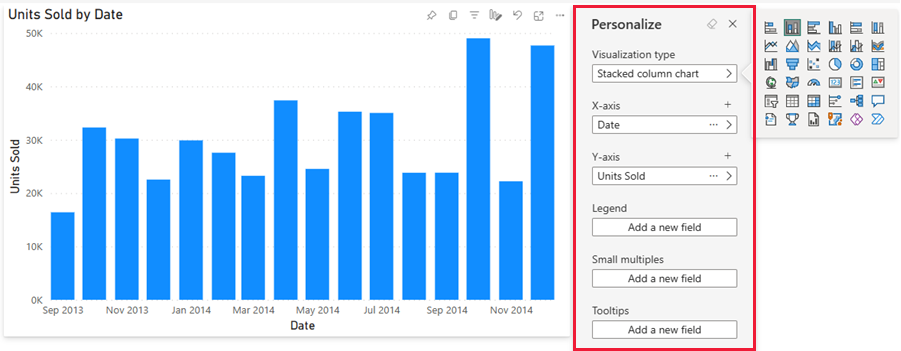 Units Sold by Date
50K
40K
30K
20K
10K
0K
Units Sold
Sep 2013
Nov 2013
Jan 2014
Mar 2014
May 2014
Jul 2014
Sep 2014
Nov 2014
Date
Personalize
Visualization type
Stacked column chart
X-axis
Date
Y-axis
Units Sold
Legend
Add a new field
Small multiples
Add a new field
Tooltips
Add a new field